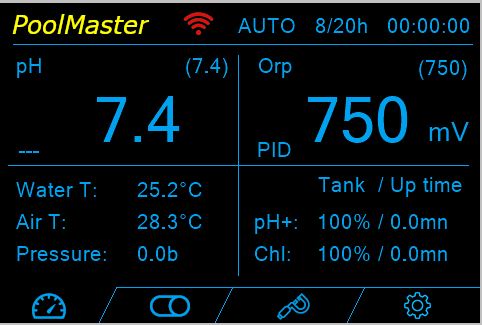 PoolMaster AUTO 8/20h 00:00:00
pH (7.4) Orp (750)
7.4 750 mV
--- PID
Water T: 25.2°C Tank / Up time
Air T: 28.3°C pH+: 100% / 0.0mn
Pressure: 0.0b Chl: 100% / 0.0mn